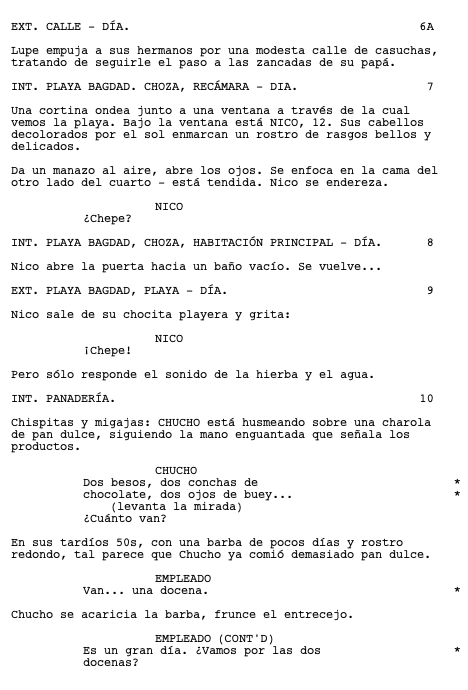 EXT. CALLE - DÍA. 6A
Lupe empuja a sus hermanos por una modesta calle de casuchas,
tratando de seguirle el paso a las zancadas de su papá.
INT. PLAYA BAGDAD. CHOZA, RECÁMARA - DIA. 7
Una cortina ondea junto a una ventana a través de la cual
vemos la playa. Bajo la ventana está NICO, 12. Sus cabellos
decolorados por el sol enmarcan un rostro de rasgos bellos y
delicados.
Da un manazo al aire, abre los ojos. Se enfoca en la cama del
otro lado del cuarto - está tendida. Nico se endereza.
NICO
¿Chepe?
INT. PLAYA BAGDAD, CHOZA, HABITACIÓN PRINCIPAL - DÍA. 8
Nico abre la puerta hacia un baño vacío. Se vuelve...
EXT. PLAYA BAGDAD, PLAYA - DÍA. 9
Nico sale de su chocita playera y grita:
NICO
¡Chepe!
Pero sólo responde el sonido de la hierba y el agua.
INT. PANADERÍA. 10
Chispitas y migajas: CHUCHO está husmeando sobre una charola
de pan dulce, siguiendo la mano enguantada que señala los
productos.
CHUCHO
Dos besos, dos conchas de *
chocolate, dos ojos de buey... *
(levanta la mirada)
¿Cuánto van?
En sus tardíos 50s, con una barba de pocos días y rostro
redondo, tal parece que Chucho ya comió demasiado pan dulce.
EMPLEADO
Van... una docena. *
Chucho se acaricia la barba, frunce el entrecejo.
EMPLEADO (CONT'D)
Es un gran día. ¿Vamos por las dos *
docenas?